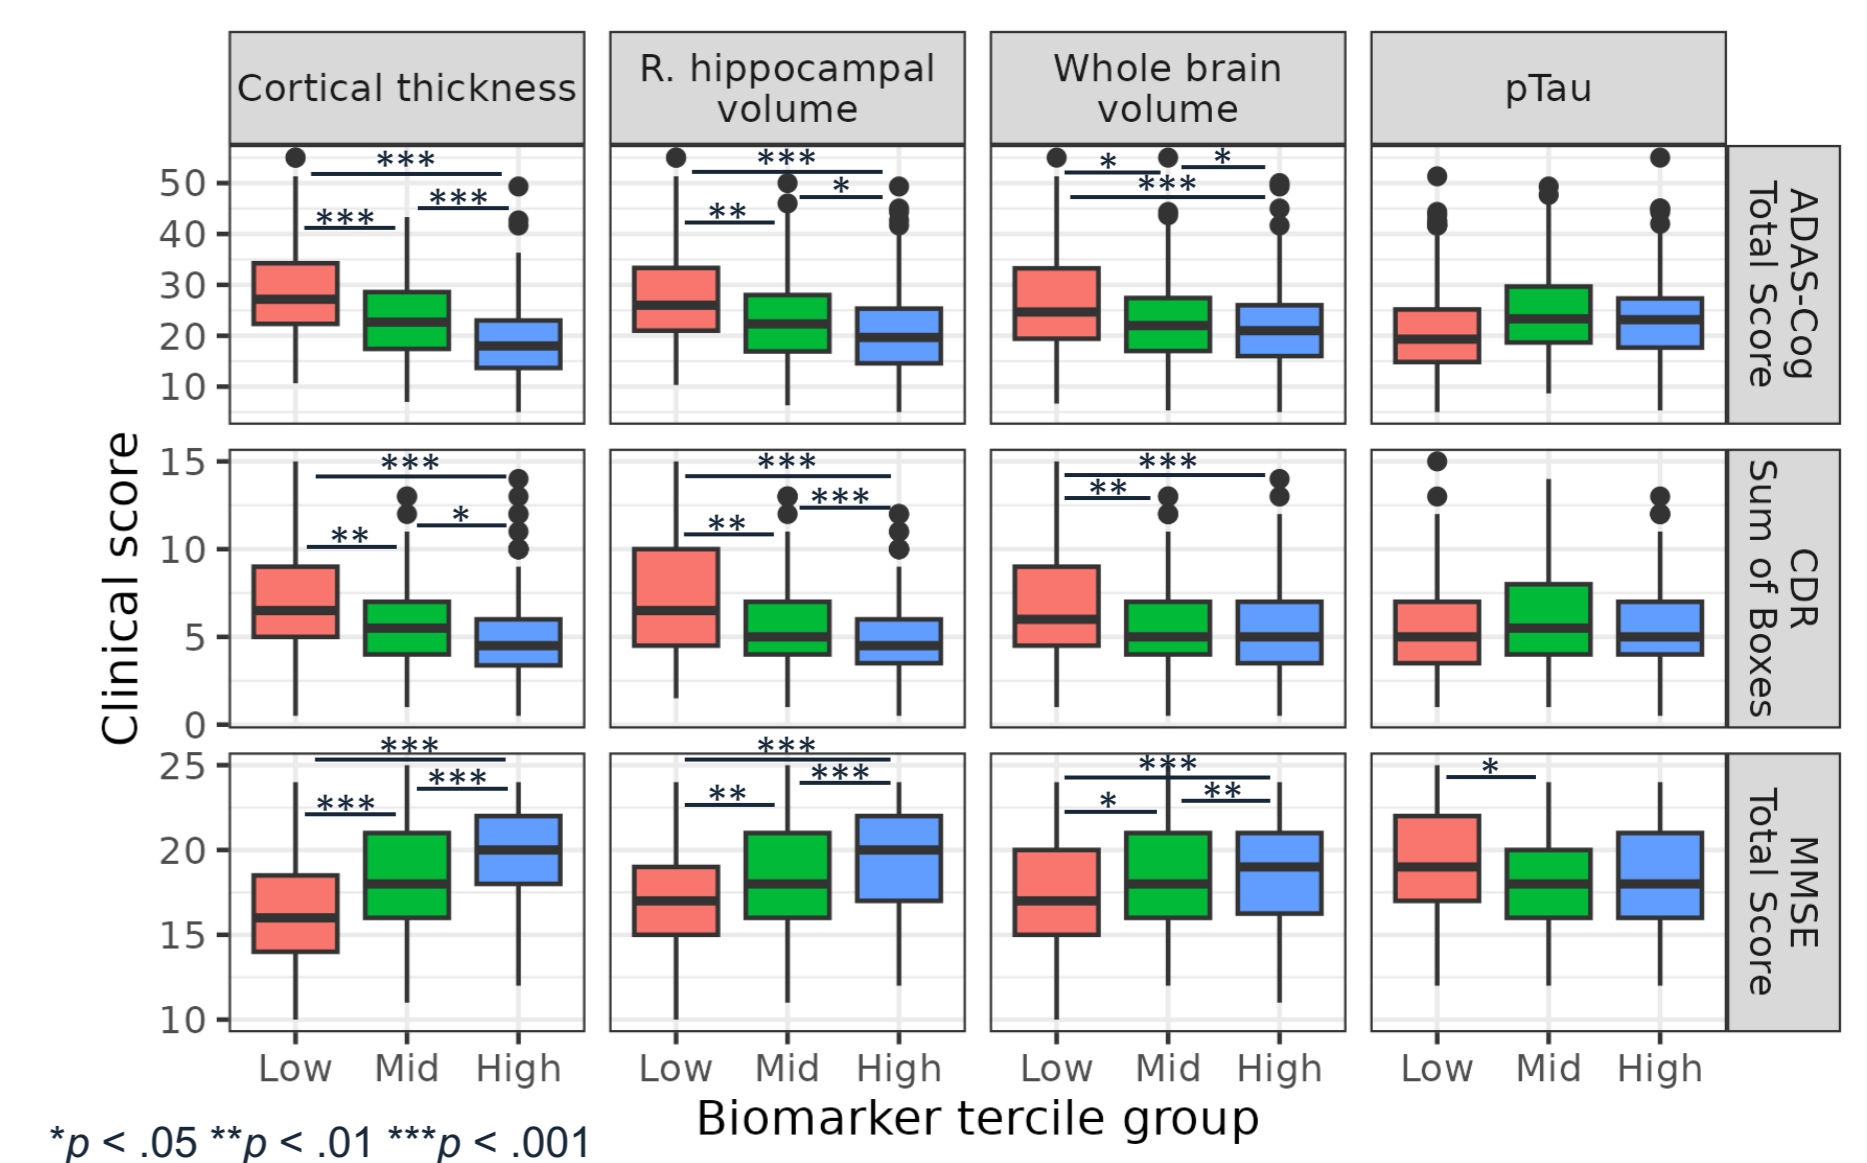 Cortical thickness
R. hippocampal
volume
Whole brain
volume
pTau
Clinical score
50
40
30
20
10
***
***
***
***
*
**
*
*
***
ADAS-Cog
Total Score
15
10
5
0
***
**
*
***
***
**
***
**
CDR
Sum of Boxes
25
20
15
10
***
***
***
***
***
**
***
**
*
*
MMSE
Total Score
Low Mid High
Low Mid High
Low Mid High
Low Mid High
Biomarker tercile group
*p < .05 **p < .01 ***p < .001